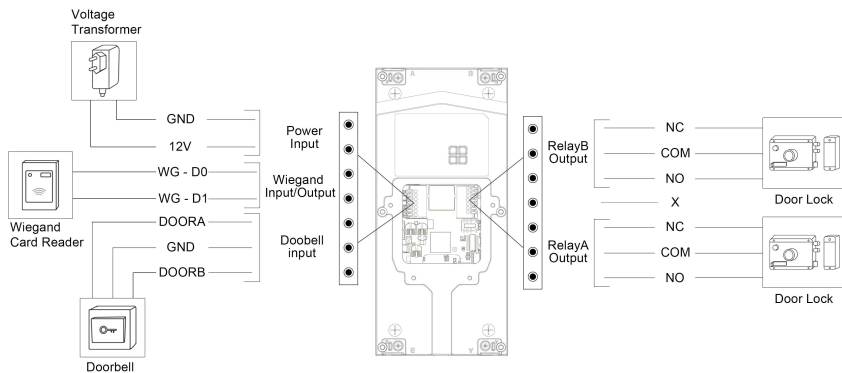 Voltage
Transformer
GND
12V
WG - D0
WG - D1
DOORA
GND
DOORB
Wiegand
Card Reader
Doorbell
Power
Input
Wiegand
Input/Output
Doobell
input
A
B
B
A
RelayB
Output
RelayA
Output
NC
COM
NO
X
NC
COM
NO
Door Lock
Door Lock